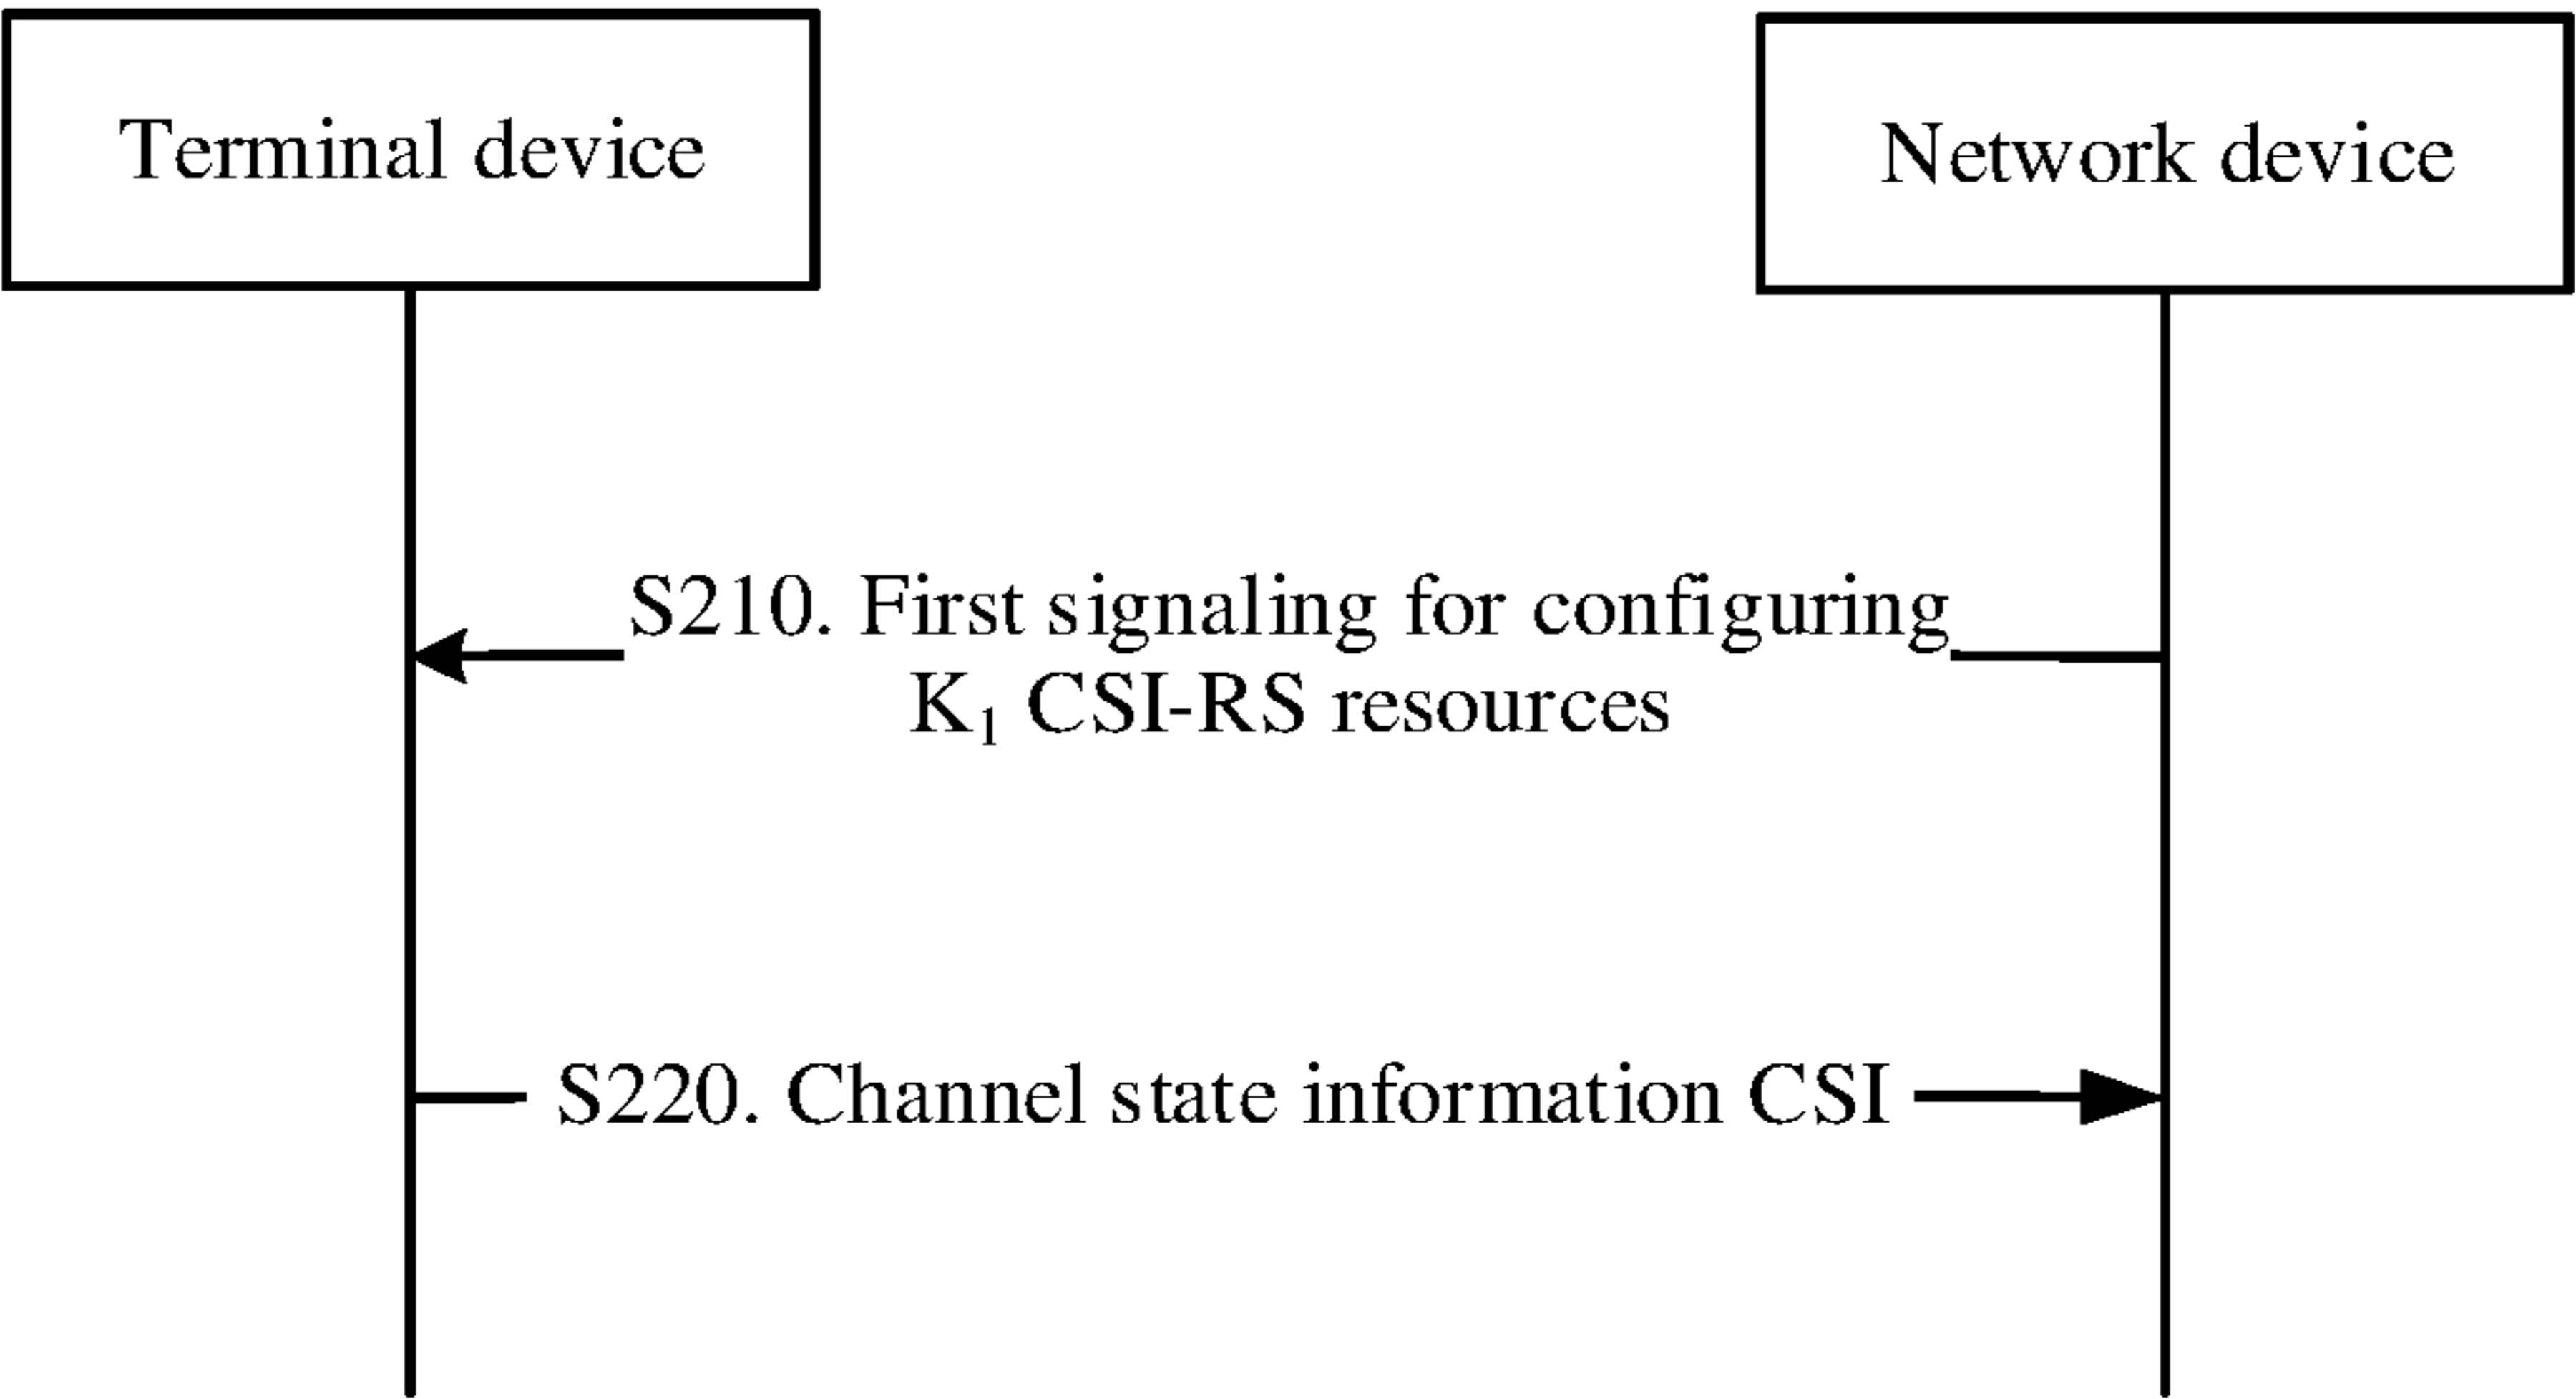 Terminal device
Network device
S210. First signaling for configuring
K₁ CSI-RS resources
S220. Channel state information CSI